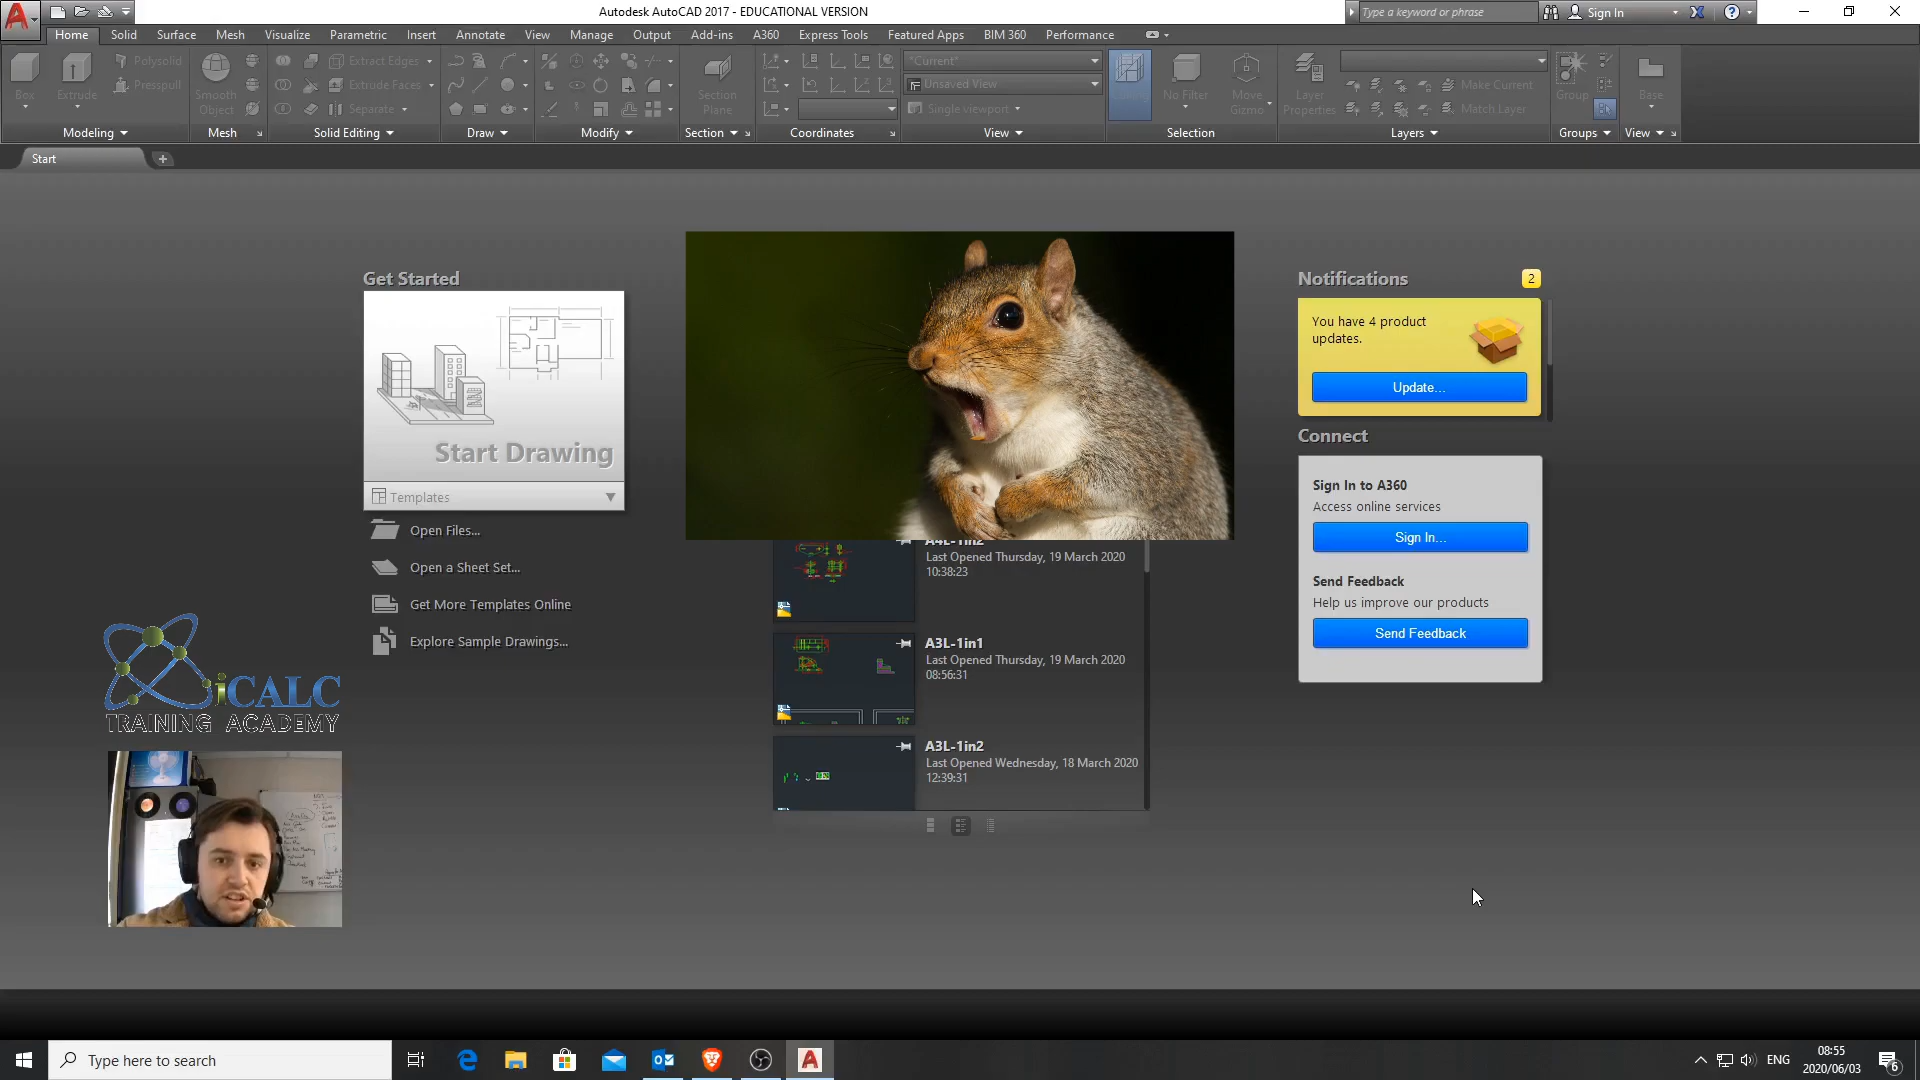 Autodesk AutoCAD 2017 - EDUCATIONAL VERSION
Type a keyword or phrase
Sign In
Home Solid Surface Mesh Visualize Parametric Insert Annotate View Manage Output Add-ins A360 Express Tools Featured Apps BIM 360 Performance
Box
Extrude
Polysolid
Presspull
Smooth Object
Extract Edges
Extrude Faces
Separate
Section Plane
*Current*
Unsaved View
Single viewport
No Filter
Move Gizmo
Layer Properties
Make Current
Match Layer
Group
Base
Modeling Mesh Solid Editing Draw Modify Section Coordinates View Selection Layers Groups View
Start
Get Started
Start Drawing
Templates
Open Files...
Open a Sheet Set...
Get More Templates Online
Explore Sample Drawings...
A4L-1in2
Last Opened Thursday, 19 March 2020
10:38:23
A3L-1in1
Last Opened Thursday, 19 March 2020
08:56:31
A3L-1in2
Last Opened Wednesday, 18 March 2020
12:39:31
Notifications 2
You have 4 product
updates.
Update...
Connect
Sign In to A360
Access online services
Sign In...
Send Feedback
Help us improve our products
Send Feedback
iCALC
TRAINING ACADEMY
Type here to search
ENG
08:55
2020/06/03
6